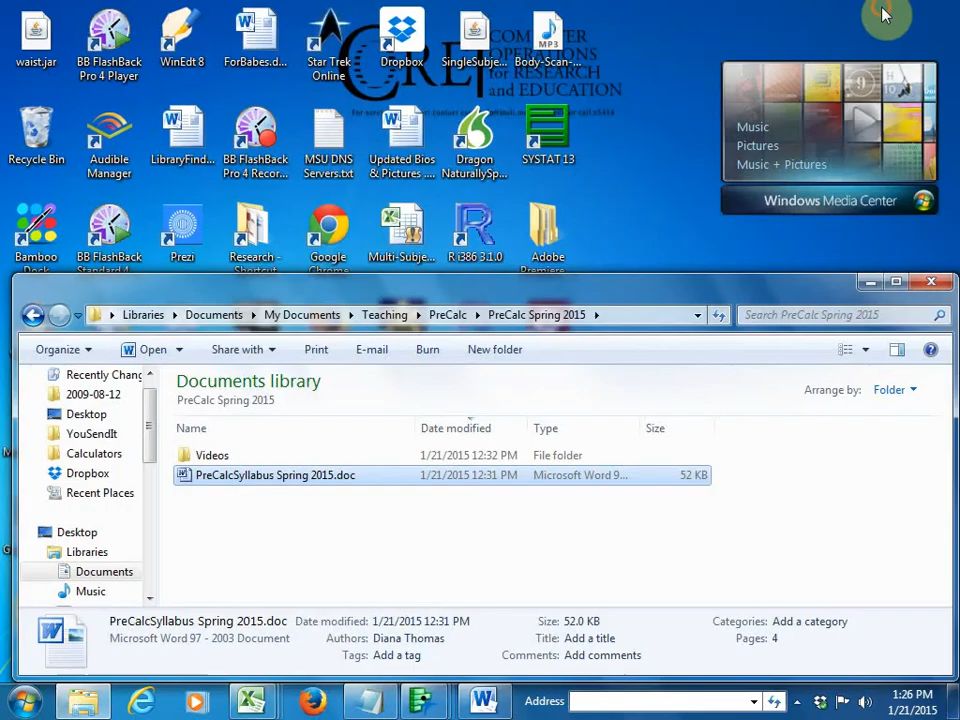 waist.jar
BB FlashBack Pro 4 Player
WinEdt 8
ForBabes.d...
Star Trek Online
Dropbox
SingleSubje...
Body-Scan-...
MP3
for RESEARCH
and EDUCATION
Recycle Bin
Audible Manager
LibraryFind...
BB FlashBack Pro 4 Recor...
MSU DNS Servers.txt
Updated Bios & Pictures ....
Dragon NaturallySp...
SYSTAT 13
Music
Pictures
Music + Pictures
Windows Media Center
Bamboo Dock
BB FlashBack Standard 4
Prezi
Research - Shortcut
Google Chrome
Multi-Subje...
R i386 3.1.0
Adobe Premiere
Libraries
Documents
My Documents
Teaching
PreCalc
PreCalc Spring 2015
Search PreCalc Spring 2015
Organize
Open
Share with
Print
E-mail
Burn
New folder
Recently Chang
2009-08-12
Desktop
YouSendIt
Calculators
Dropbox
Recent Places
Desktop
Libraries
Documents
Music
Documents library
PreCalc Spring 2015
Arrange by: Folder
Name Date modified Type Size
Videos 1/21/2015 12:32 PM File folder
PreCalcSyllabus Spring 2015.doc 1/21/2015 12:31 PM Microsoft Word 9... 52 KB
PreCalcSyllabus Spring 2015.doc Date modified: 1/21/2015 12:31 PM Size: 52.0 KB Categories: Add a category
Microsoft Word 97 - 2003 Document Authors: Diana Thomas Title: Add a title Pages: 4
Tags: Add a tag Comments: Add comments
Address
1:26 PM
1/21/2015